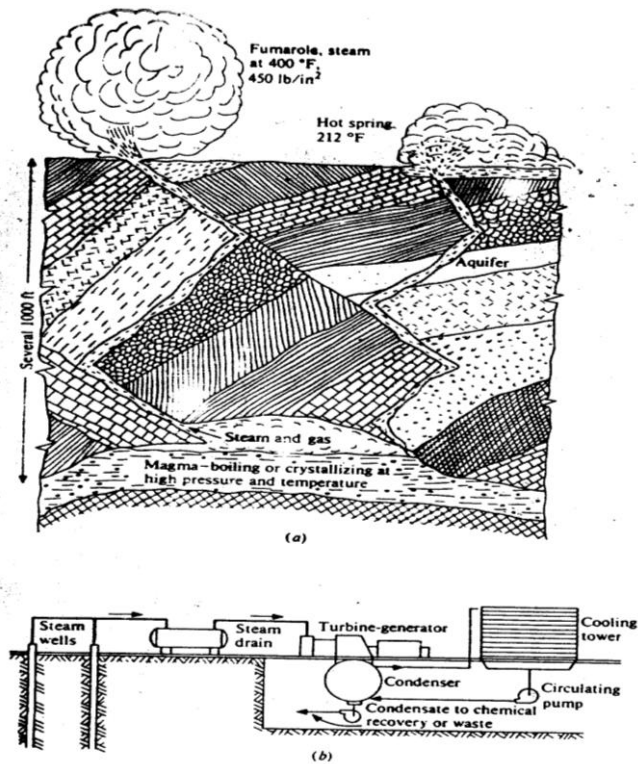 Fumarole, steam
at 400 °F,
450 lb/in²
Hot spring,
212 °F
Several 1000 ft
Aquifer
Steam and gas
Magma-boiling or crystallizing at
high pressure and temperature
(a)
Steam
wells
Steam
drain
Turbine-generator
Cooling
tower
Condenser
Circulating
pump
Condensate to chemical
recovery or waste
(b)